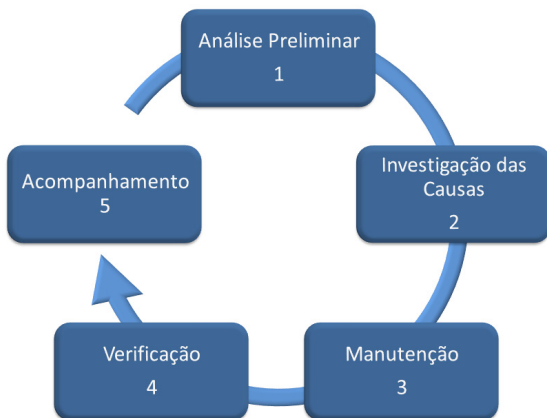 Análise Preliminar
1
Investigação das
Causas
2
Manutenção
3
Verificação
4
Acompanhamento
5